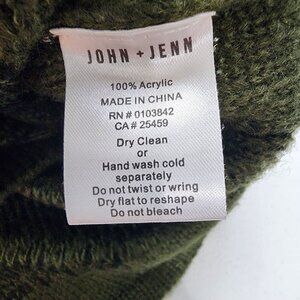 JOHN + JENN
100% Acrylic
MADE IN CHINA
RN # 0103842
CA # 25459
Dry Clean
or
Hand wash cold
separately
Do not twist or wring
Dry flat to reshape
Do not bleach